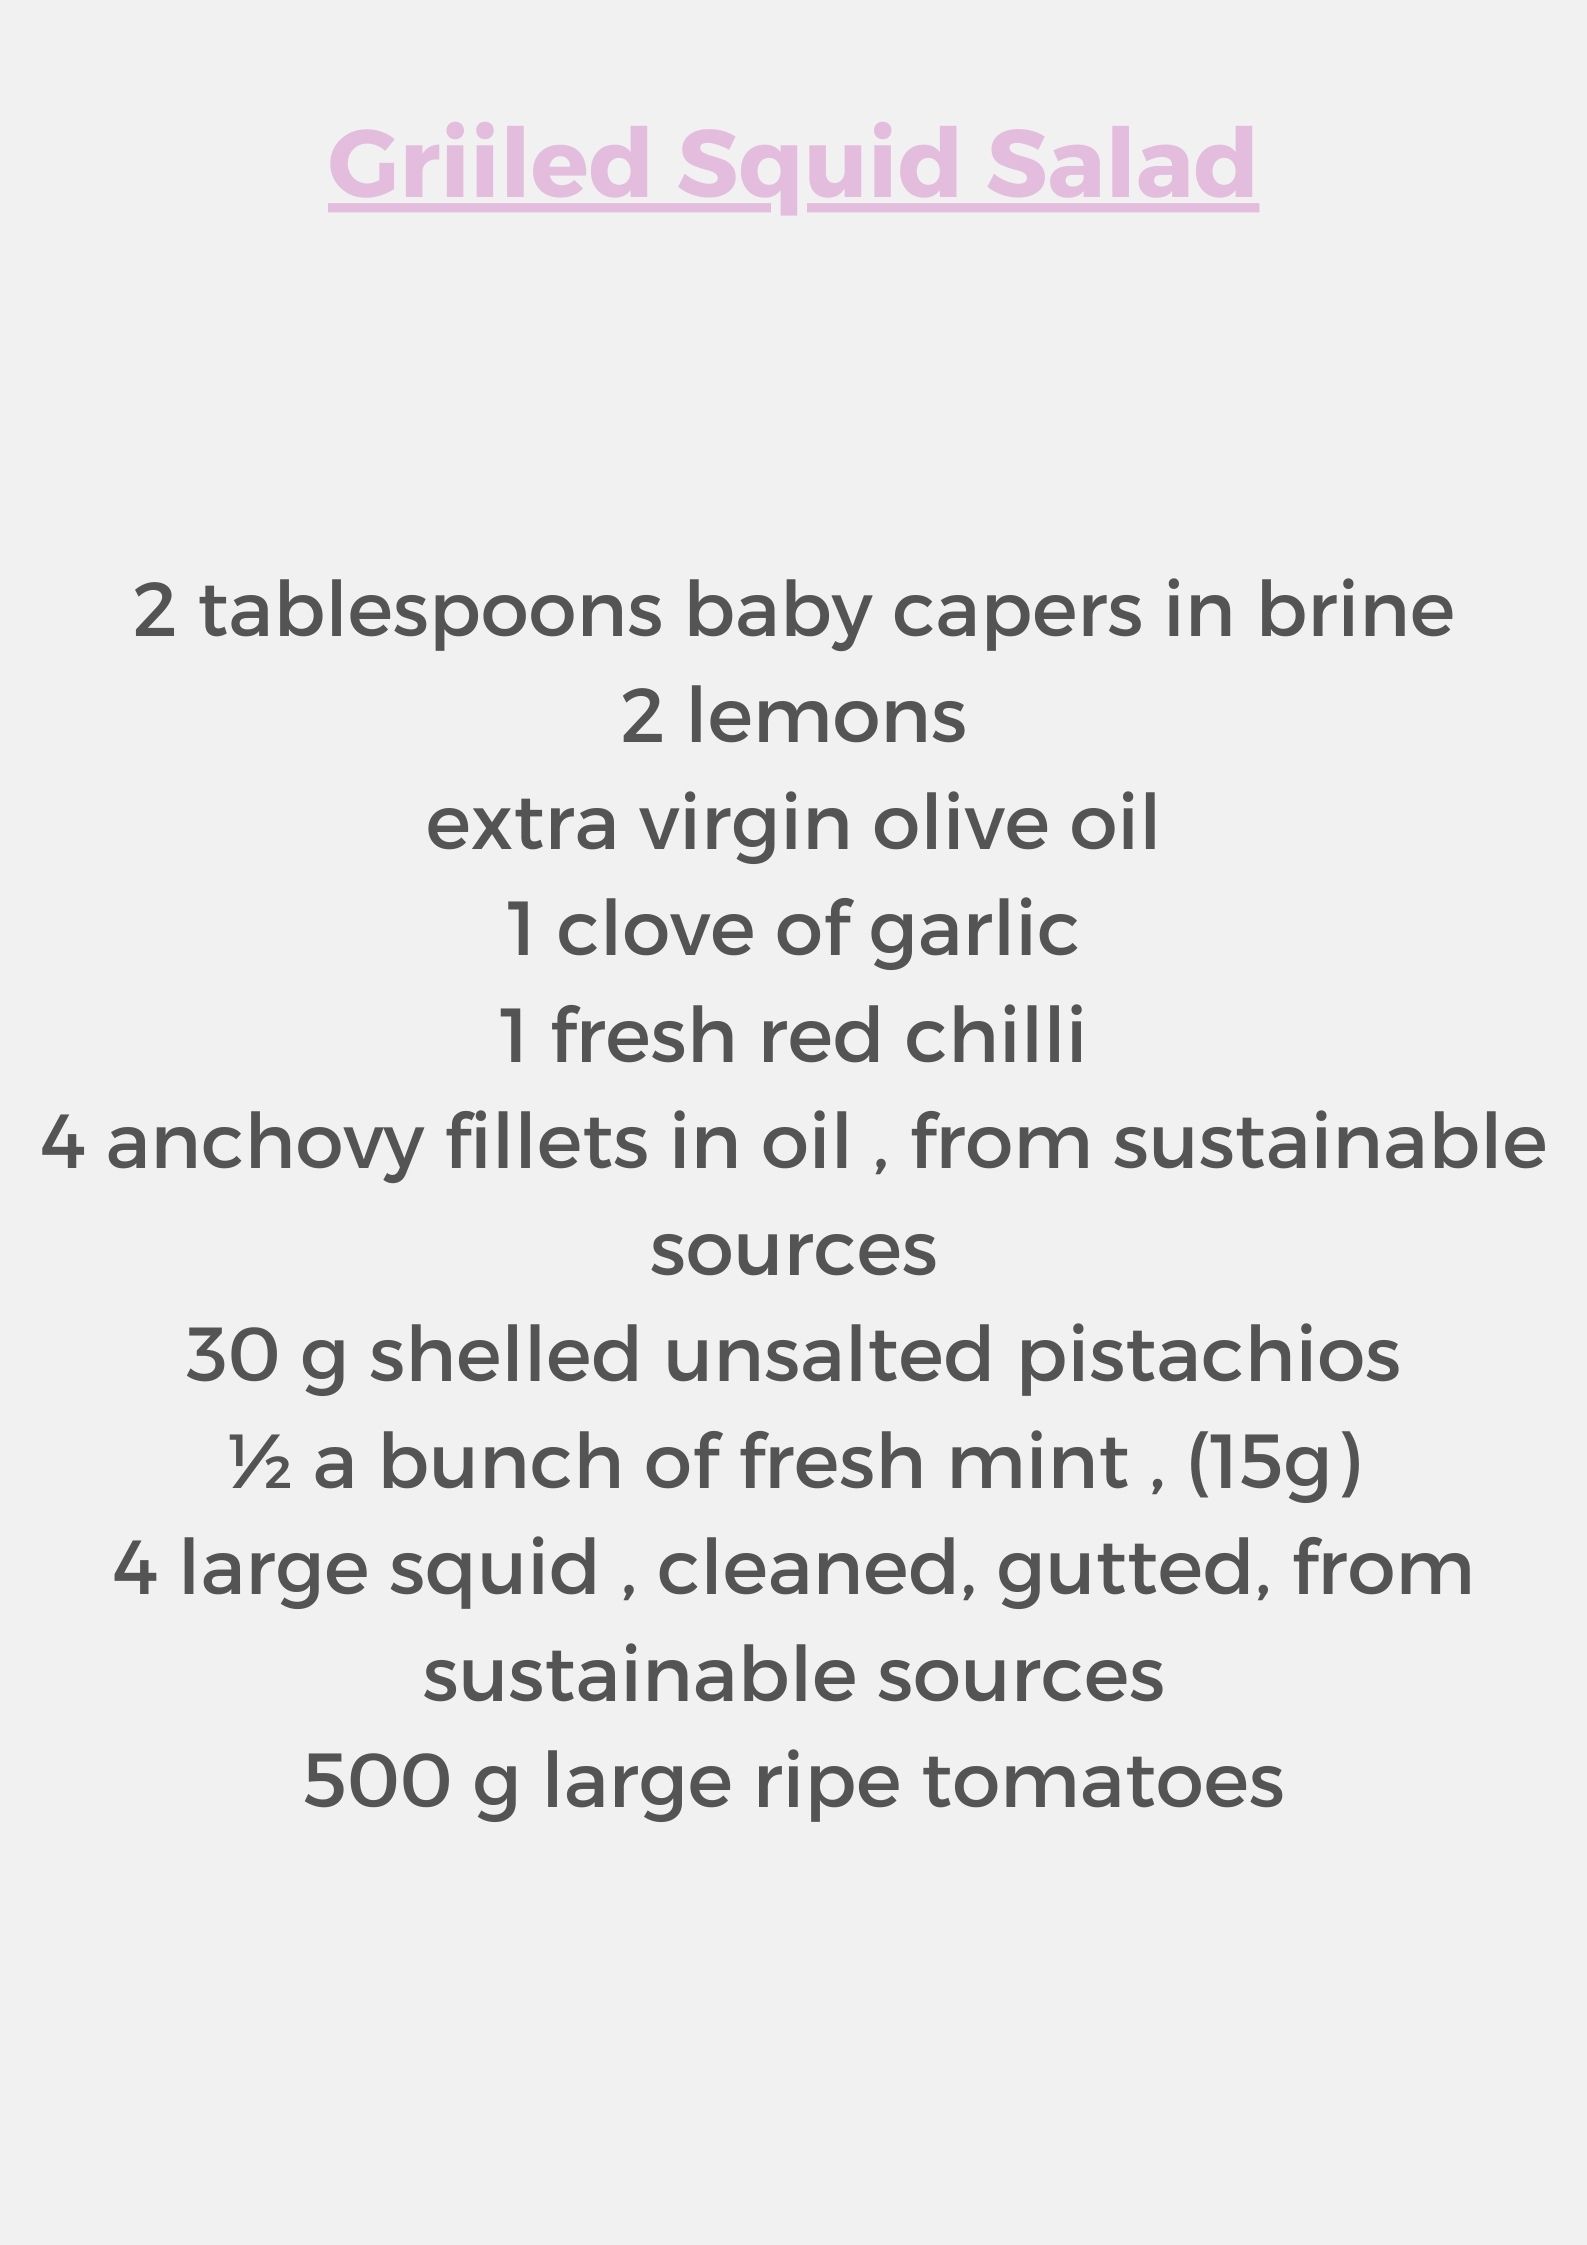 Griiled Squid Salad
2 tablespoons baby capers in brine
2 lemons
extra virgin olive oil
1 clove of garlic
1 fresh red chilli
4 anchovy fillets in oil , from sustainable
sources
30 g shelled unsalted pistachios
½ a bunch of fresh mint , (15g)
4 large squid , cleaned, gutted, from
sustainable sources
500 g large ripe tomatoes